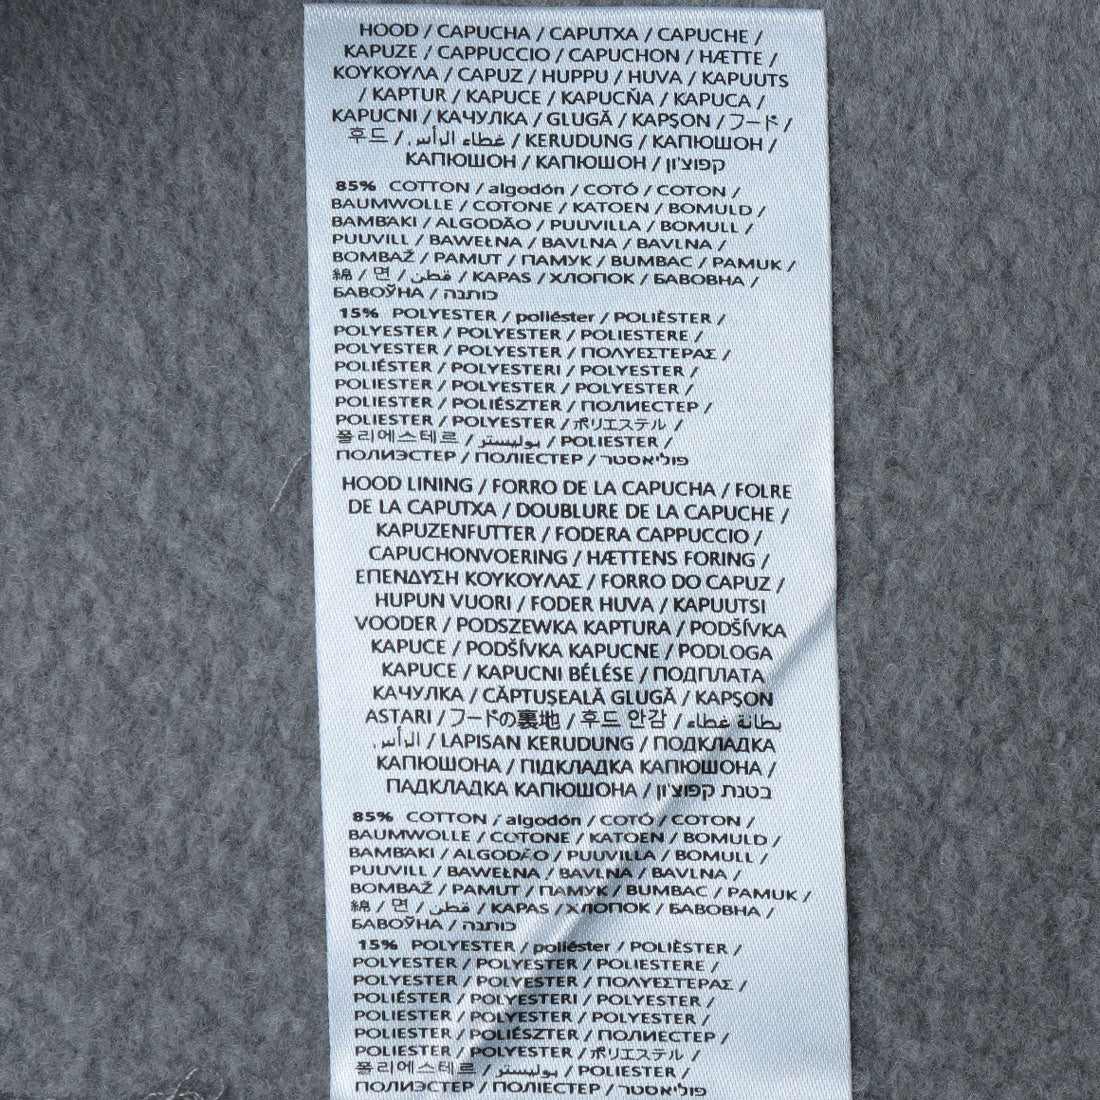 HOOD / CAPUCHA / CAPUTXA / CAPUCHE /
KAPUZE / CAPPUCCIO / CAPUCHON / HÆTTE /
ΚΟΥΚΟΥΛΑ / CAPUZ / HUPPU / HUVA / KAPUUTS
/ KAPTUR / KAPUCE / KAPUCŇA / KAPUCA /
KAPUCNI / КАЧУЛКА / GLUGĂ / KAPŞON / フード /
후드 / غطاء الرأس. / KERUDUNG / КАПЮШОН /
КАПЮШОН / КАПЮШОН / קפוצ'ון
85% COTTON / algodón / COTÓ / COTON /
BAUMWOLLE / COTONE / KATOEN / BOMULD /
ΒΑΜΒΑΚΙ / ALGODÃO / PUUVILLA / BOMULL /
PUUVILL / BAWEŁNA / BAVLNA / BAVLNA /
BOMBAŽ / PAMUT / ПАМУК / BUMBAC / PAMUK /
綿 / 면 / قطن / KAPAS / ХЛОПОК / БАВОВНА /
БАВОЎНА / כותנה
15% POLYESTER / poliéster / POLIÈSTER /
POLYESTER / POLYESTER / POLIESTERE /
POLYESTER / POLYESTER / ΠΟΛΥΕΣΤΕΡΑΣ /
POLIÉSTER / POLYESTERI / POLYESTER /
POLIESTER / POLYESTER / POLYESTER /
POLIESTER / POLIÉSZTER / ПОЛИЕСТЕР /
POLIESTER / POLYESTER / ポリエステル /
폴리에스테르 / بوليستر / POLIESTER /
ПОЛИЭСТЕР / ПОЛІЕСТЕР / פוליאסטר
HOOD LINING / FORRO DE LA CAPUCHA / FOLRE
DE LA CAPUTXA / DOUBLURE DE LA CAPUCHE /
KAPUZENFUTTER / FODERA CAPPUCCIO /
CAPUCHONVOERING / HÆTTENS FORING /
ΕΠΕΝΔΥΣΗ ΚΟΥΚΟΥΛΑΣ / FORRO DO CAPUZ /
HUPUN VUORI / FODER HUVA / KAPUUTSI
VOODER / PODSZEWKA KAPTURA / PODŠÍVKA
KAPUCE / PODŠÍVKA KAPUCNE / PODLOGA
KAPUCE / KAPUCNI BÉLÉSE / ПОДПЛАТА
КАЧУЛКА / CĂPTUȘEALĂ GLUGĂ / KAPŞON
ASTARI / フードの裏地 / 후드 안감 / بطانة غطاء
الرأس. / LAPISAN KERUDUNG / ПОДКЛАДКА
КАПЮШОНА / ПІДКЛАДКА КАПЮШОНА /
ПАДКЛАДКА КАПЮШОНА / בטנת קפוצ'ון
85% COTTON / algodón / COTÓ / COTON /
BAUMWOLLE / COTONE / KATOEN / BOMULD /
ΒΑΜΒΑΚΙ / ALGODÃO / PUUVILLA / BOMULL /
PUUVILL / BAWEŁNA / BAVLNA / BAVLNA /
BOMBAŽ / PAMUT / ПАМУК / BUMBAC / PAMUK /
綿 / 면 / قطن / KAPAS / ХЛОПОК / БАВОВНА /
БАВОЎНА / כותנה
15% POLYESTER / poliéster / POLIÈSTER /
POLYESTER / POLYESTER / POLIESTERE /
POLYESTER / POLYESTER / ΠΟΛΥΕΣΤΕΡΑΣ /
POLIÉSTER / POLYESTERI / POLYESTER /
POLIESTER / POLYESTER / POLYESTER /
POLIESTER / POLIÉSZTER / ПОЛИЕСТЕР /
POLIESTER / POLYESTER / ポリエステル /
폴리에스테르 / بوليستر / POLIESTER /
ПОЛИЭСТЕР / ПОЛІЕСТЕР / פוליאסטר